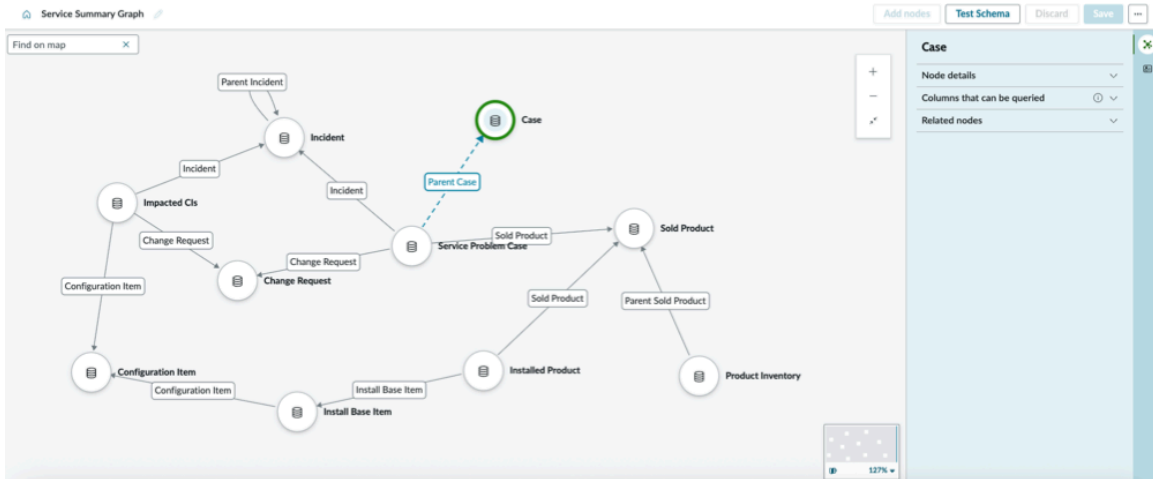 Service Summary Graph
Add nodes
Test Schema
Discard
Save
Find on map
Case
Node details
Columns that can be queried
Related nodes
Parent Incident
Incident
Case
Incident
Parent Case
Incident
Impacted CIs
Sold Product
Sold Product
Change Request
Service Problem Case
Change Request
Change Request
Configuration Item
Sold Product
Parent Sold Product
Configuration Item
Installed Product
Product Inventory
Configuration Item
Install Base Item
Install Base Item
127%